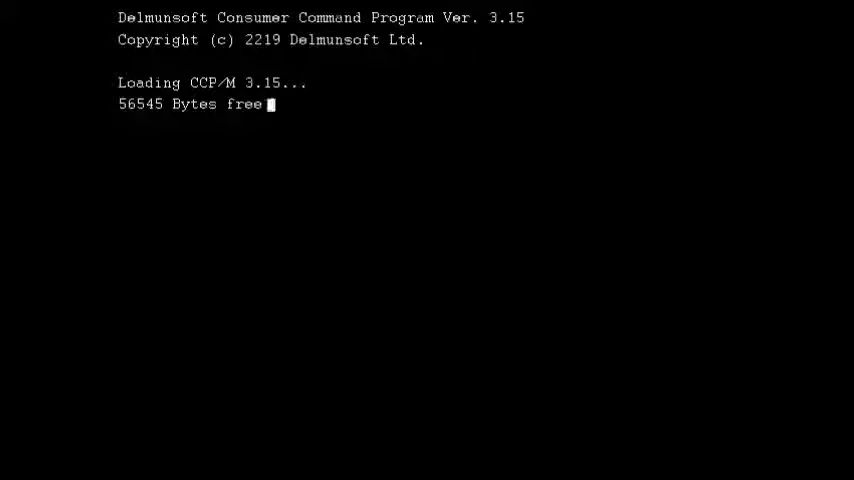 Delmunsoft Consumer Command Program Ver. 3.15
Copyright (c) 2219 Delmunsoft Ltd.
Loading CCP/M 3.15...
56545 Bytes free